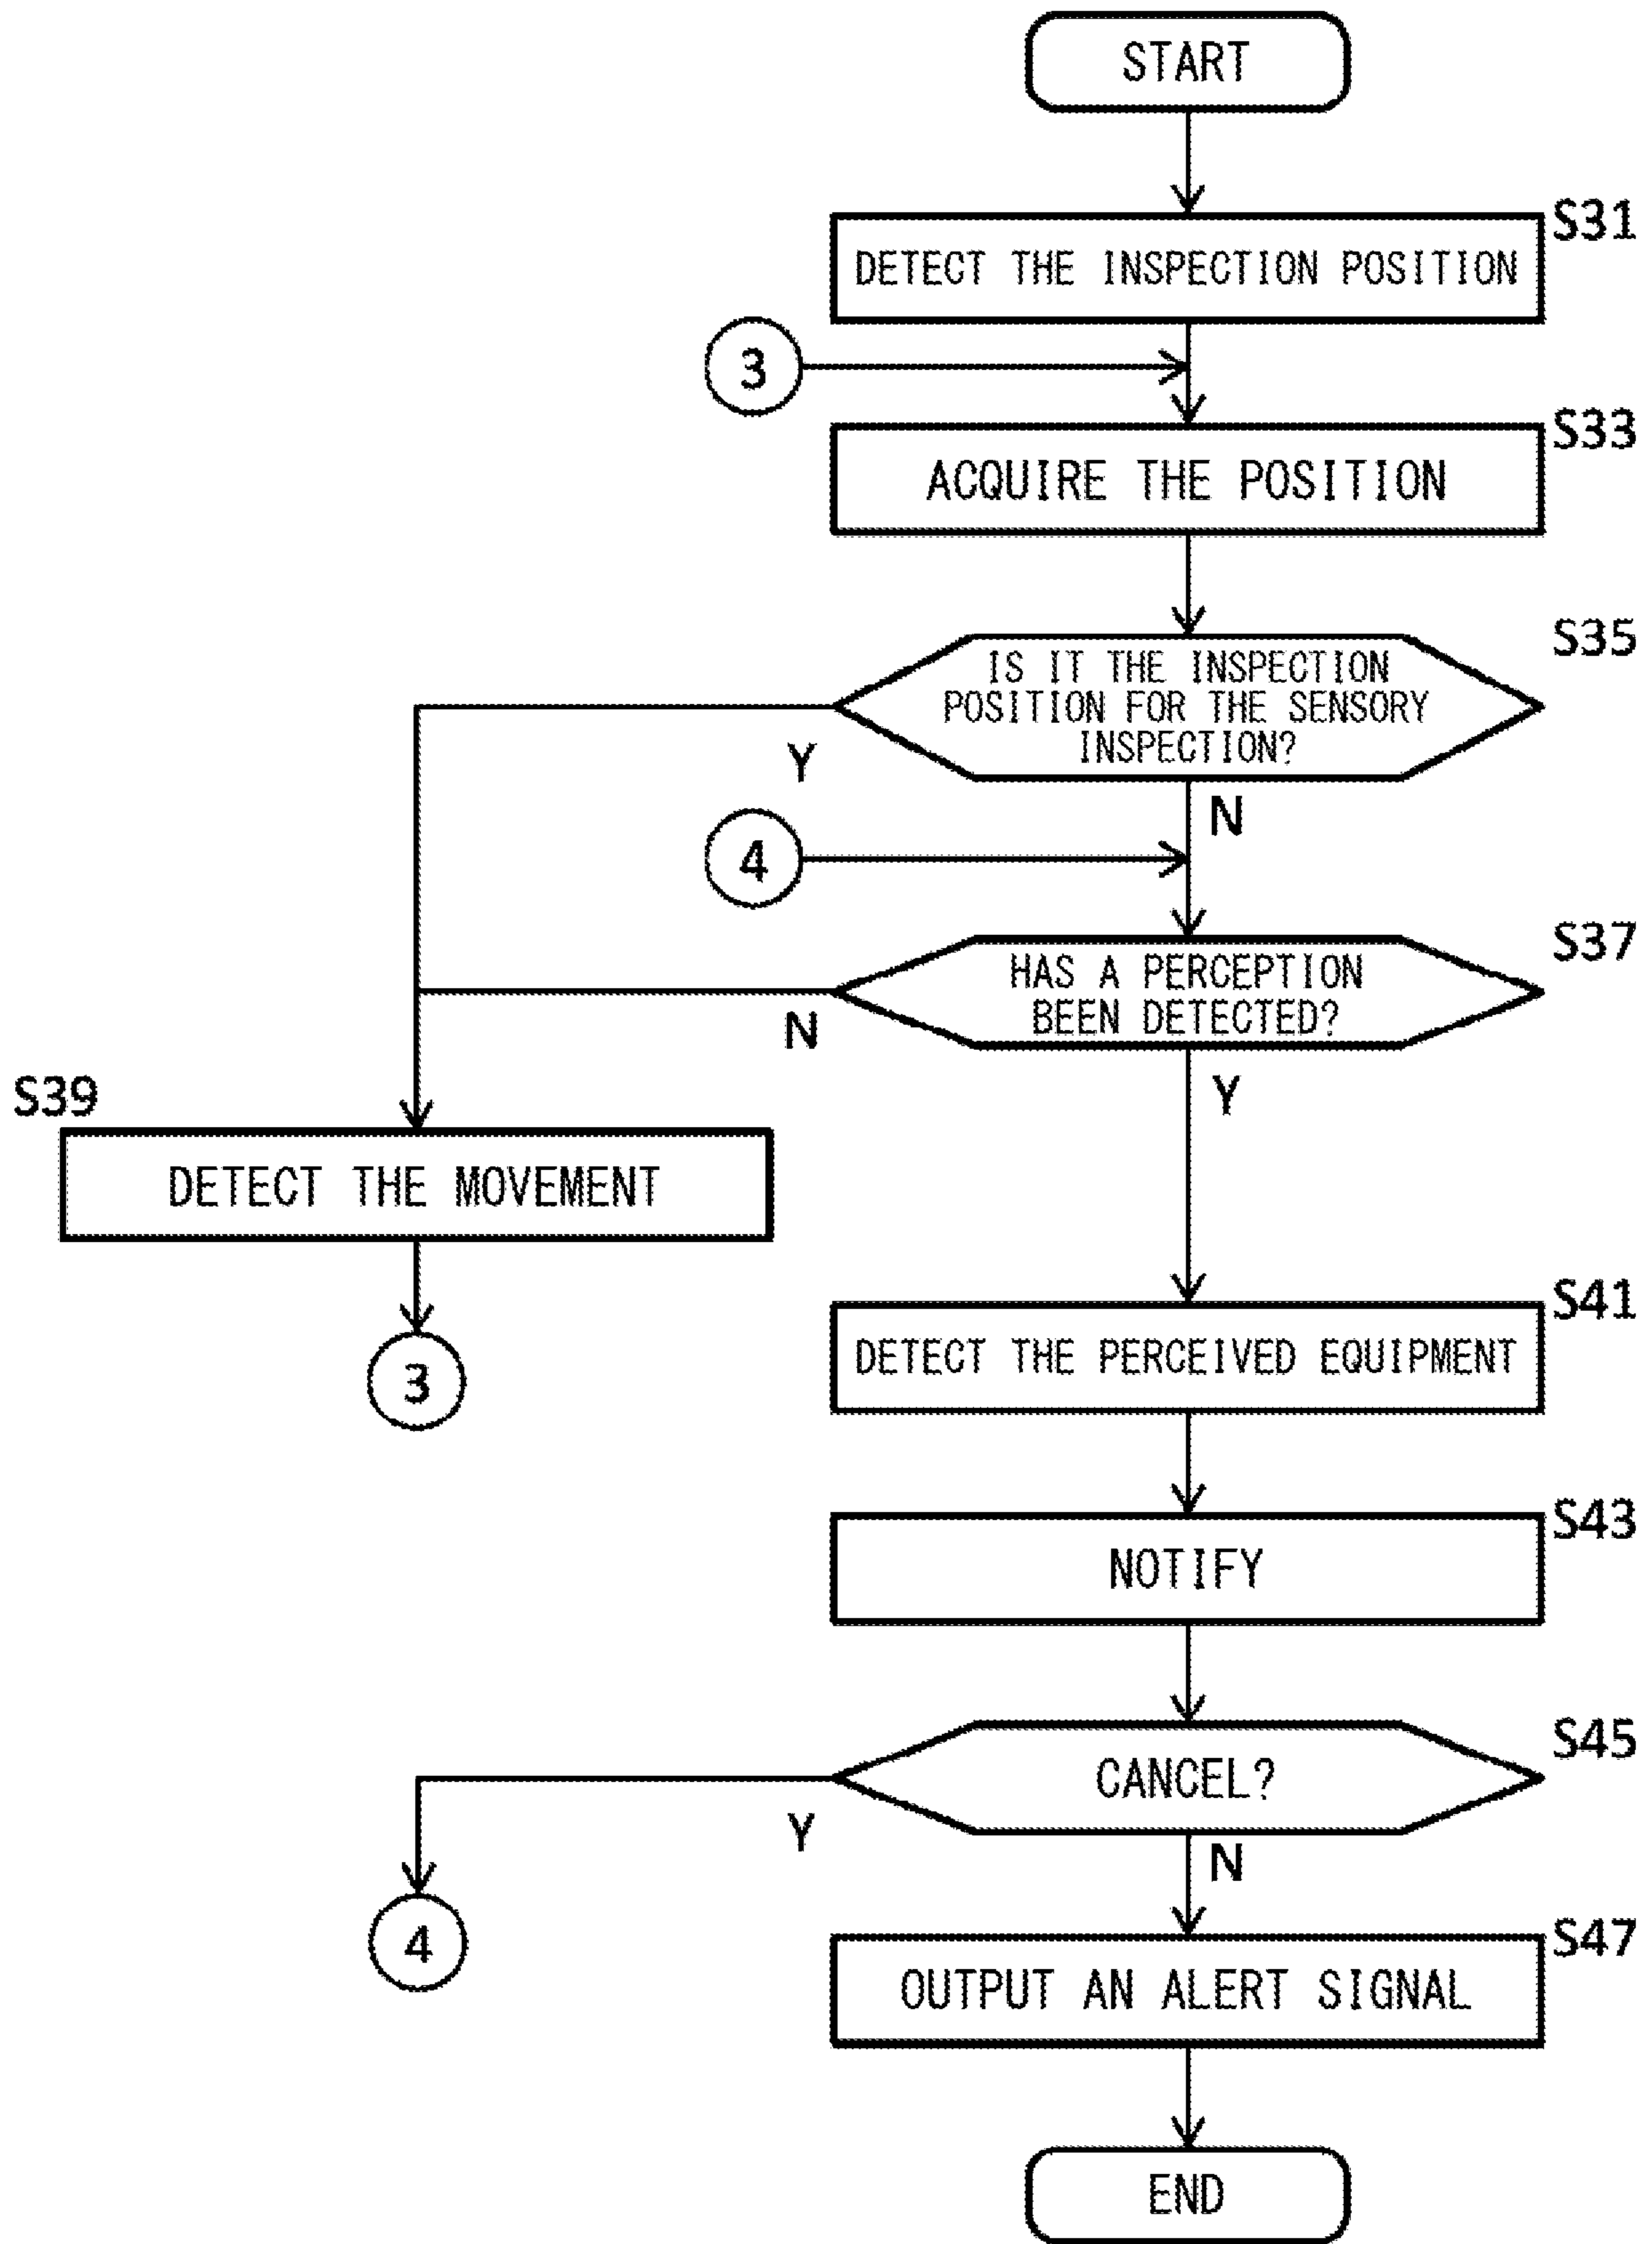 START
S31
DETECT THE INSPECTION POSITION
3
S33
ACQUIRE THE POSITION
S35
IS IT THE INSPECTION
POSITION FOR THE SENSORY
INSPECTION?
Y
N
4
S37
HAS A PERCEPTION
BEEN DETECTED?
N
Y
S39
DETECT THE MOVEMENT
3
S41
DETECT THE PERCEIVED EQUIPMENT
S43
NOTIFY
S45
CANCEL?
Y
N
4
S47
OUTPUT AN ALERT SIGNAL
END